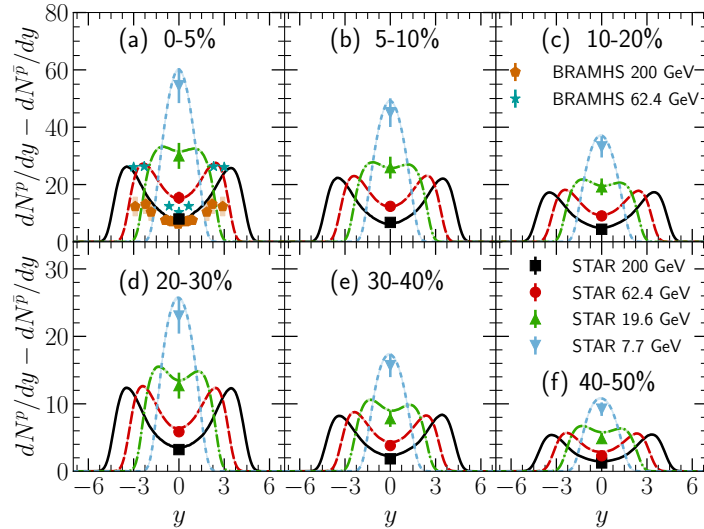 80
60
40
20
0
dN^p/dy − dN^p̄/dy
(a) 0-5%
(b) 5-10%
(c) 10-20%
BRAMHS 200 GeV
BRAMHS 62.4 GeV
30
20
10
0
dN^p/dy − dN^p̄/dy
(d) 20-30%
(e) 30-40%
STAR 200 GeV
STAR 62.4 GeV
STAR 19.6 GeV
STAR 7.7 GeV
(f) 40-50%
−6 −3 0 3 6
−6 −3 0 3 6
−6 −3 0 3 6
y
y
y